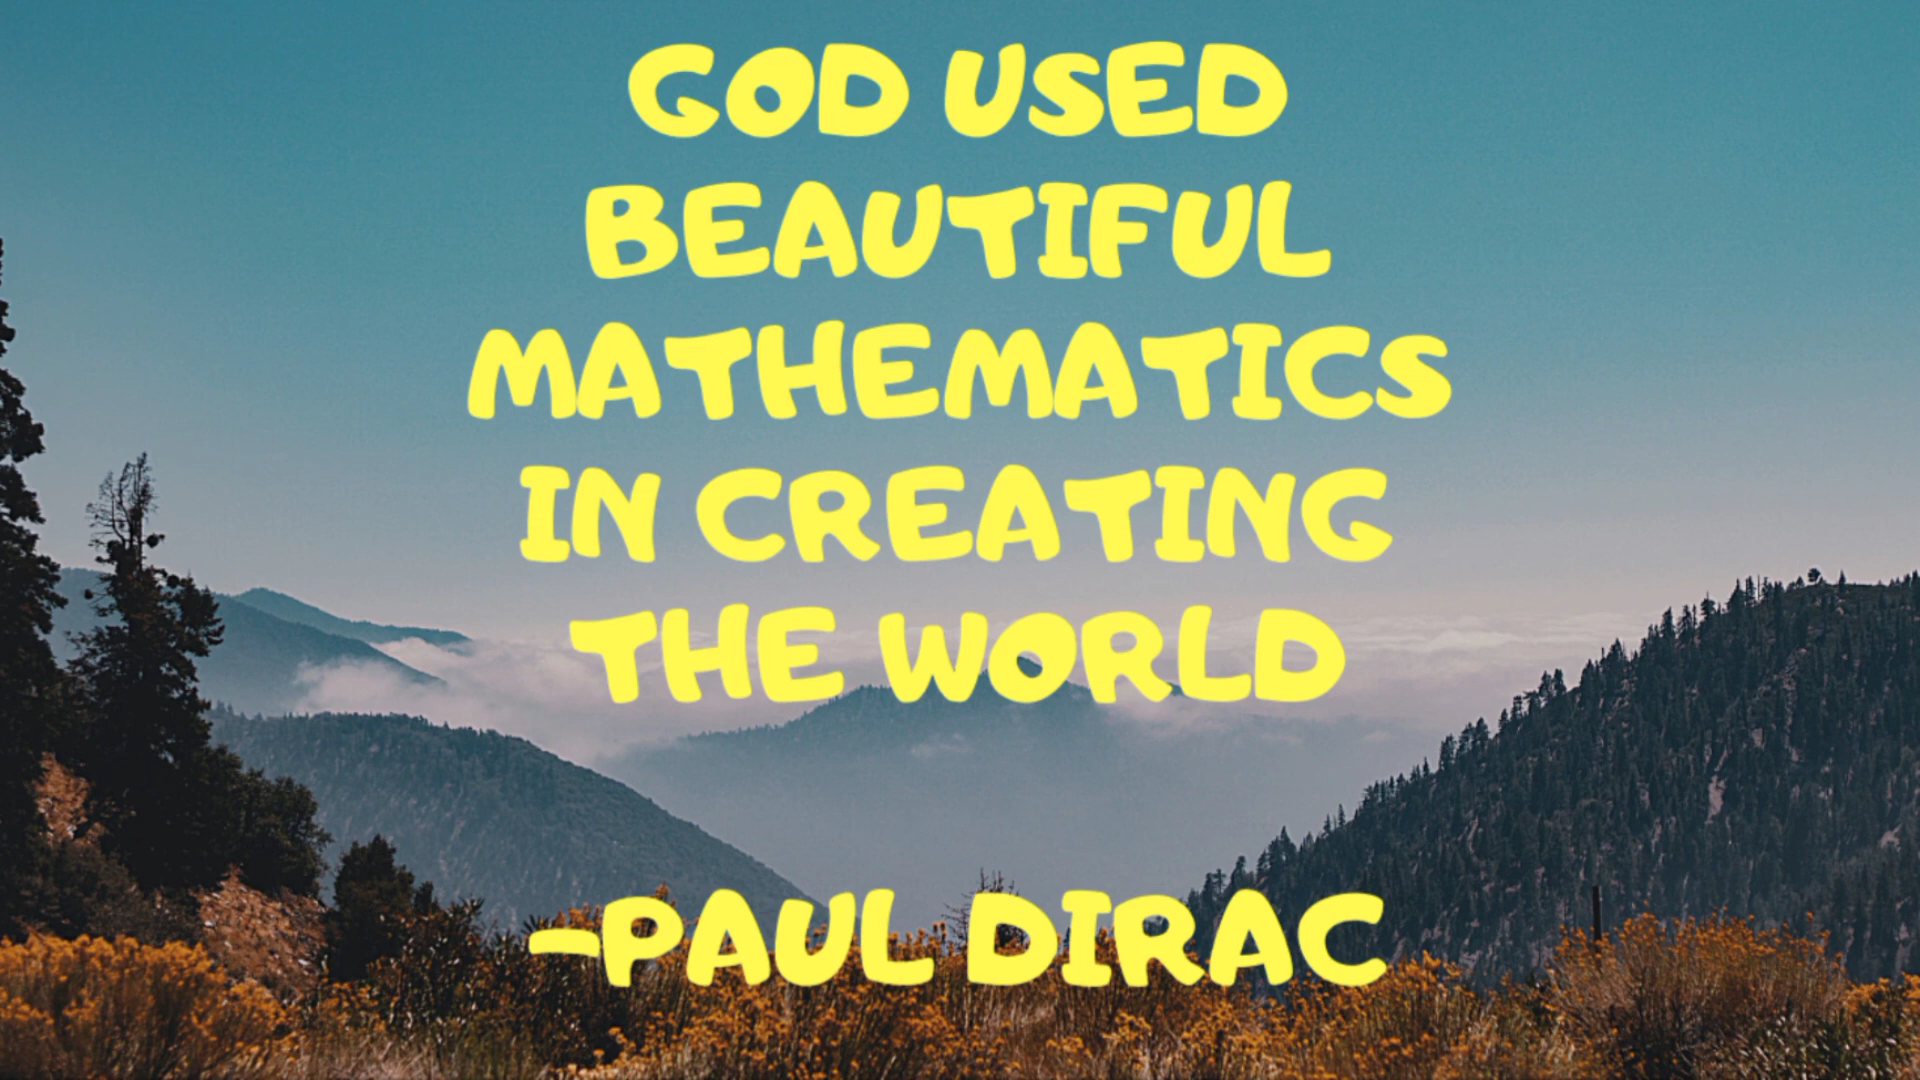 GOD USED
BEAUTIFUL
MATHEMATICS
IN CREATING
THE WORLD
-PAUL DIRAC